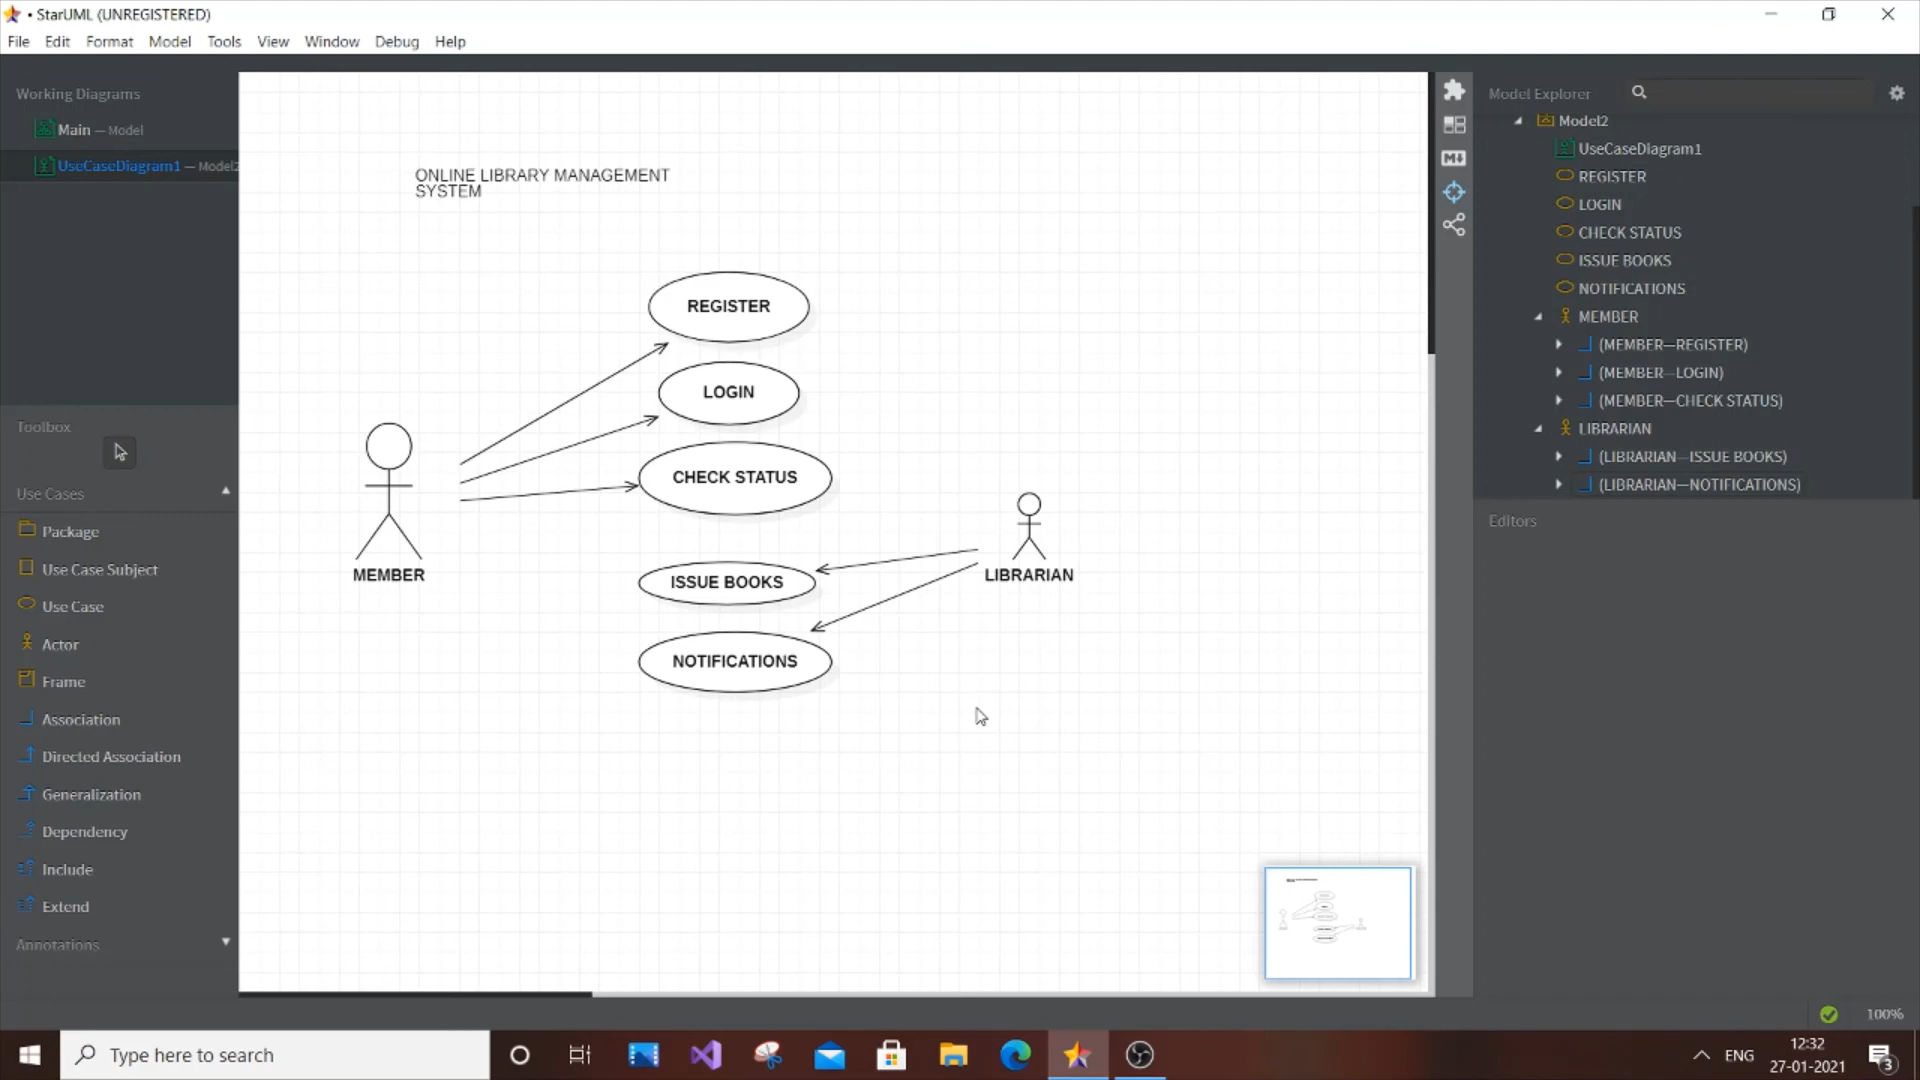 • StarUML (UNREGISTERED)
File Edit Format Model Tools View Window Debug Help
Working Diagrams
Main — Model
UseCaseDiagram1 — Model2
Toolbox
Use Cases
Package
Use Case Subject
Use Case
Actor
Frame
Association
Directed Association
Generalization
Dependency
Include
Extend
Annotations
ONLINE LIBRARY MANAGEMENT
SYSTEM
REGISTER
LOGIN
CHECK STATUS
MEMBER
ISSUE BOOKS
LIBRARIAN
NOTIFICATIONS
M
Model Explorer
Model2
UseCaseDiagram1
REGISTER
LOGIN
CHECK STATUS
ISSUE BOOKS
NOTIFICATIONS
MEMBER
(MEMBER—REGISTER)
(MEMBER—LOGIN)
(MEMBER—CHECK STATUS)
LIBRARIAN
(LIBRARIAN—ISSUE BOOKS)
(LIBRARIAN—NOTIFICATIONS)
Editors
100%
Type here to search
ENG
12:32
27-01-2021
3